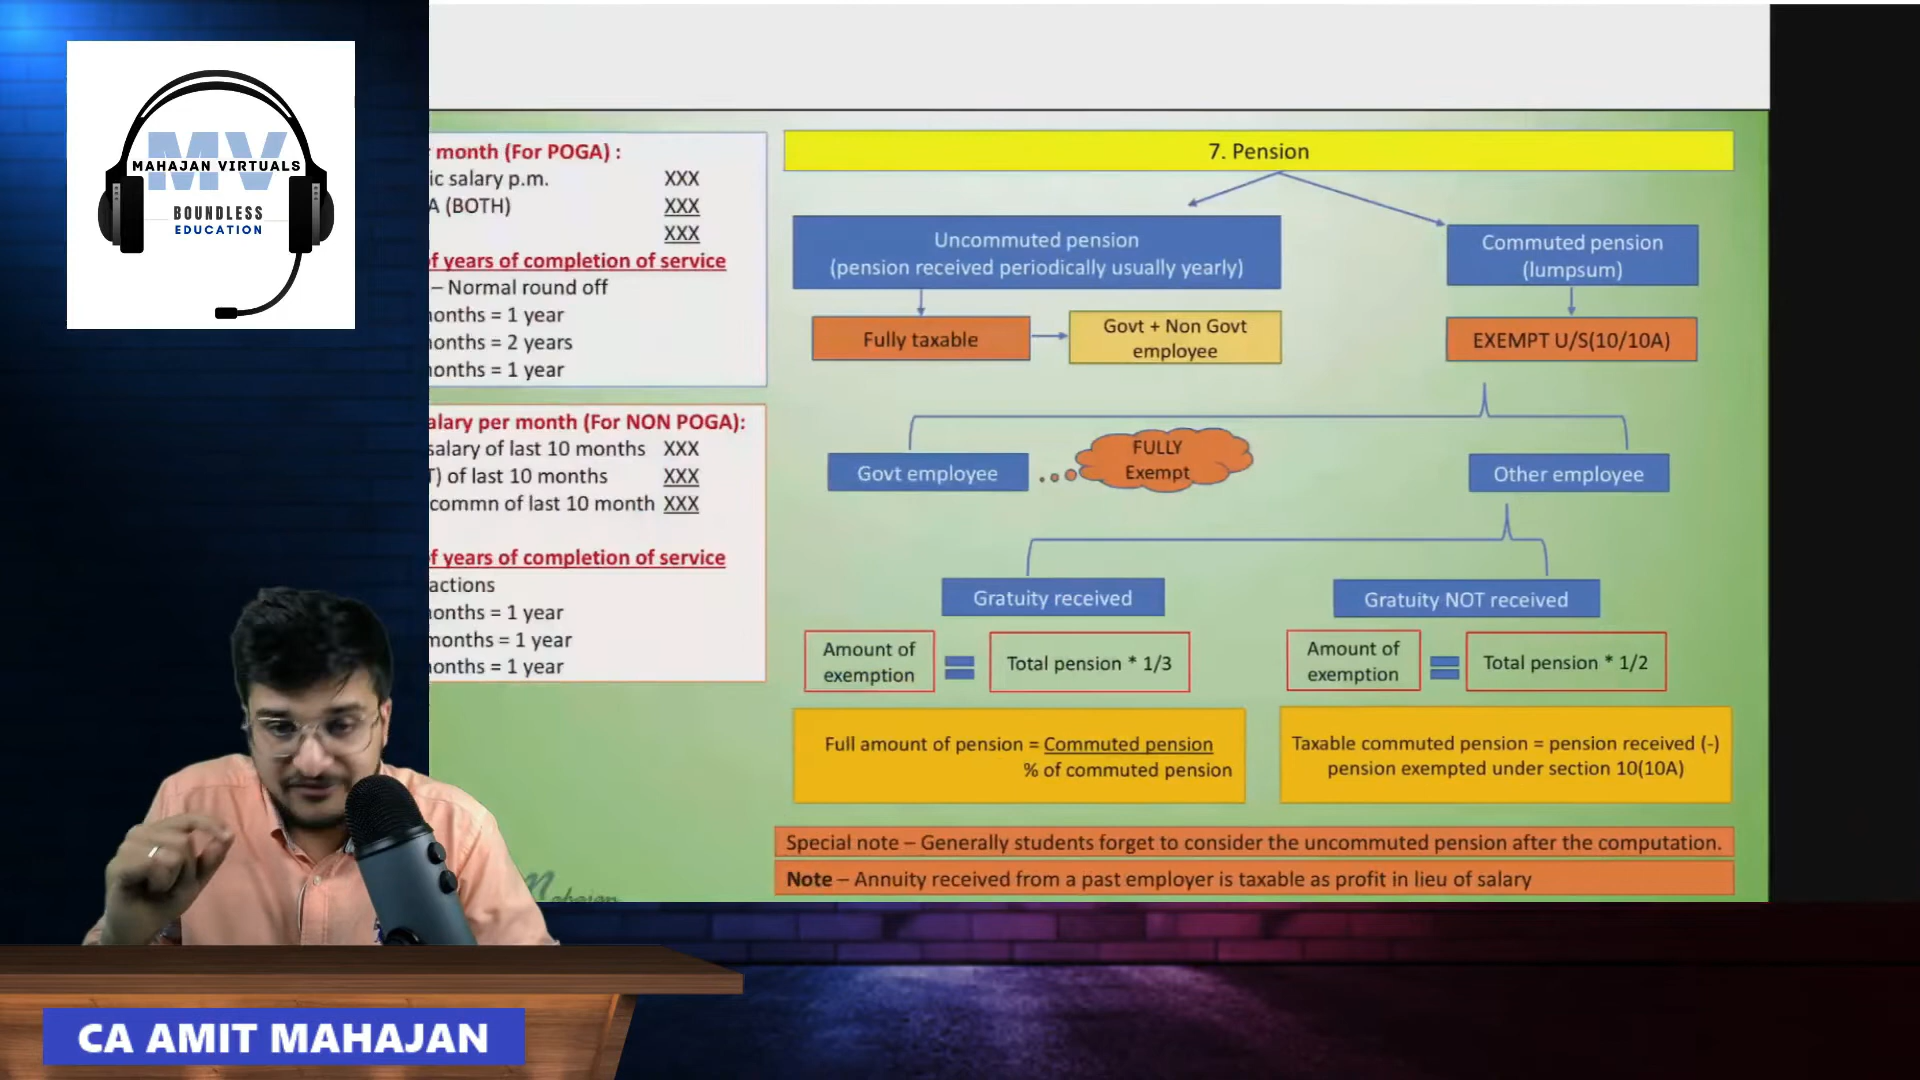 MV
MAHAJAN VIRTUALS
BOUNDLESS
EDUCATION
month (For POGA) :
ic salary p.m. XXX
A (BOTH) XXX
XXX
f years of completion of service
– Normal round off
onths = 1 year
onths = 2 years
onths = 1 year
alary per month (For NON POGA):
salary of last 10 months XXX
T) of last 10 months XXX
commn of last 10 month XXX
f years of completion of service
actions
onths = 1 year
months = 1 year
onths = 1 year
Mahajan
7. Pension
Uncommuted pension
(pension received periodically usually yearly)
Commuted pension
(lumpsum)
Fully taxable
Govt + Non Govt
employee
EXEMPT U/S(10/10A)
Govt employee
FULLY
Exempt
Other employee
Gratuity received
Gratuity NOT received
Amount of
exemption
Total pension * 1/3
Amount of
exemption
Total pension * 1/2
Full amount of pension = Commuted pension
% of commuted pension
Taxable commuted pension = pension received (-)
pension exempted under section 10(10A)
Special note – Generally students forget to consider the uncommuted pension after the computation.
Note – Annuity received from a past employer is taxable as profit in lieu of salary
CA AMIT MAHAJAN